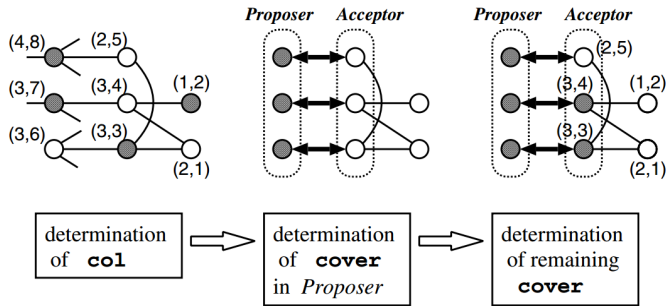 Proposer Acceptor Proposer Acceptor
(4,8) (2,5) (2,5)
(3,7) (3,4) (1,2) (3,4) (1,2)
(3,6) (3,3) (3,3)
(2,1) (2,1)
determination
of col
determination
of cover
in Proposer
determination
of remaining
cover